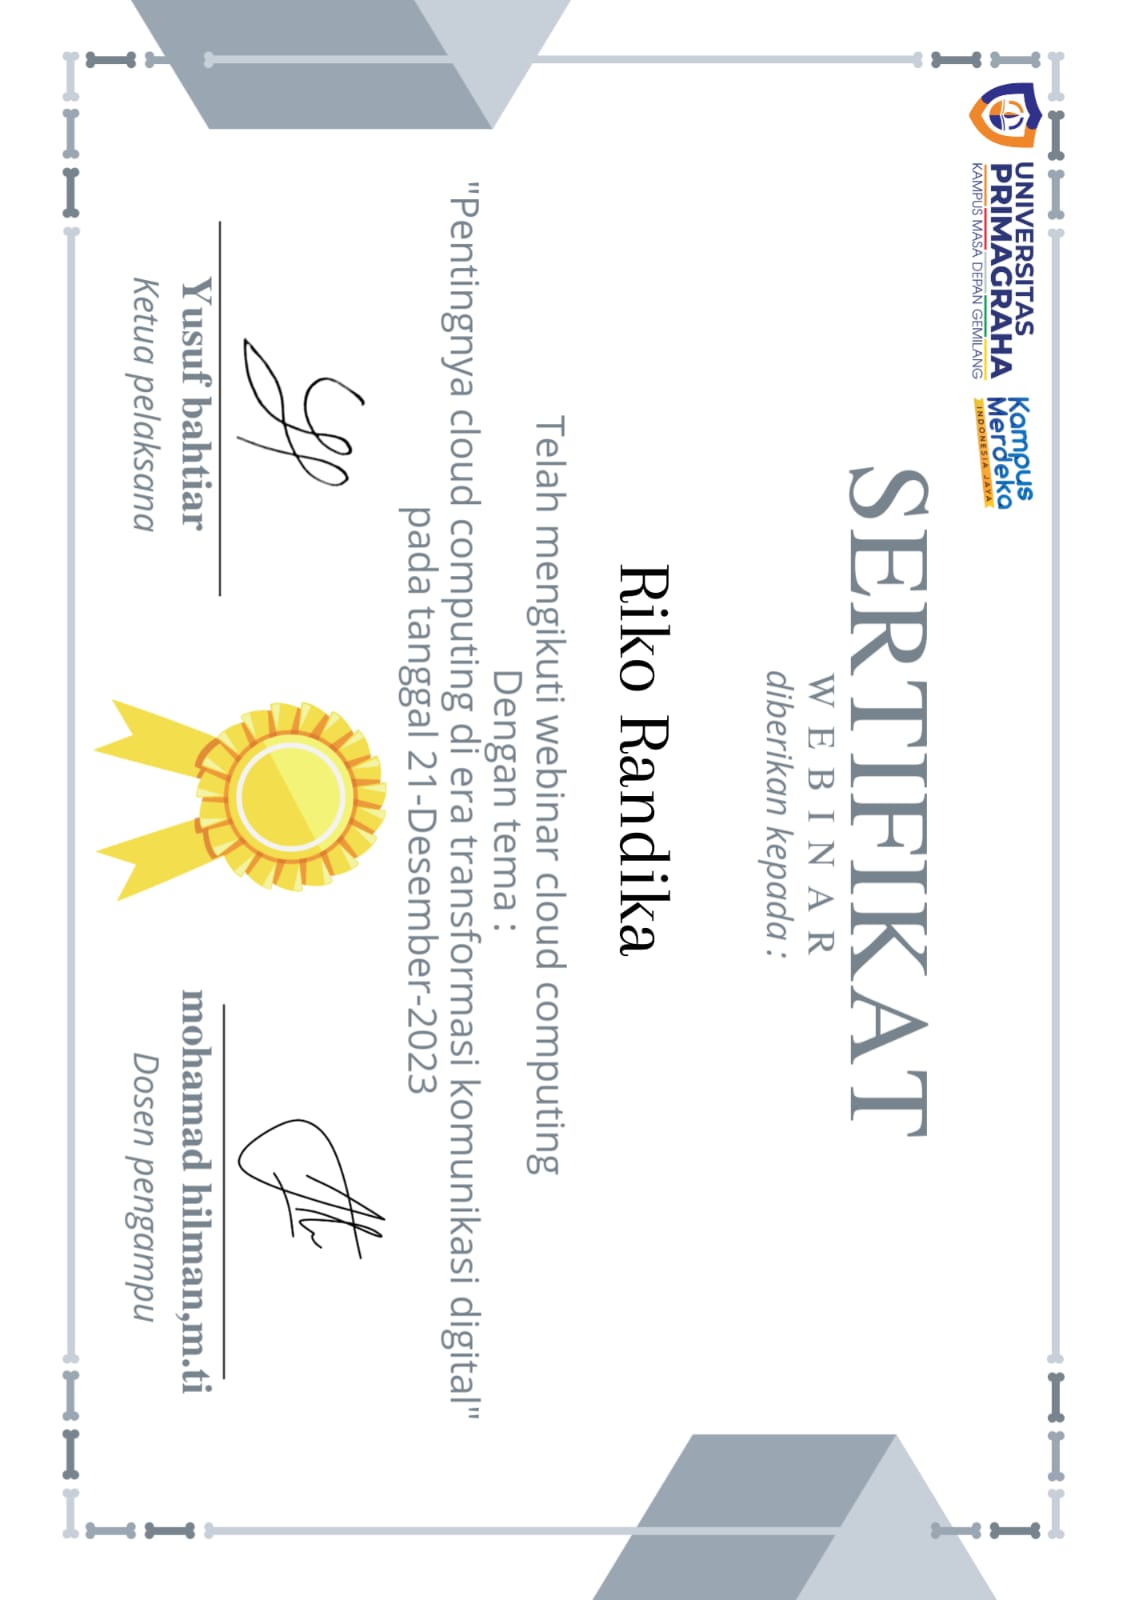 UNIVERSITAS
PRIMAGRAHA
KAMPUS MASA DEPAN GEMILANG
Kampus
Merdeka
INDONESIA JAYA
SERTIFIKAT
WEBINAR
diberikan kepada :
Riko Randika
Telah mengikuti webinar cloud computing
Dengan tema :
"Pentingnya cloud computing di era transformasi komunikasi digital"
pada tanggal 21-Desember-2023
Yusuf bahtiar
Ketua pelaksana
mohamad hilman,m.ti
Dosen pengampu